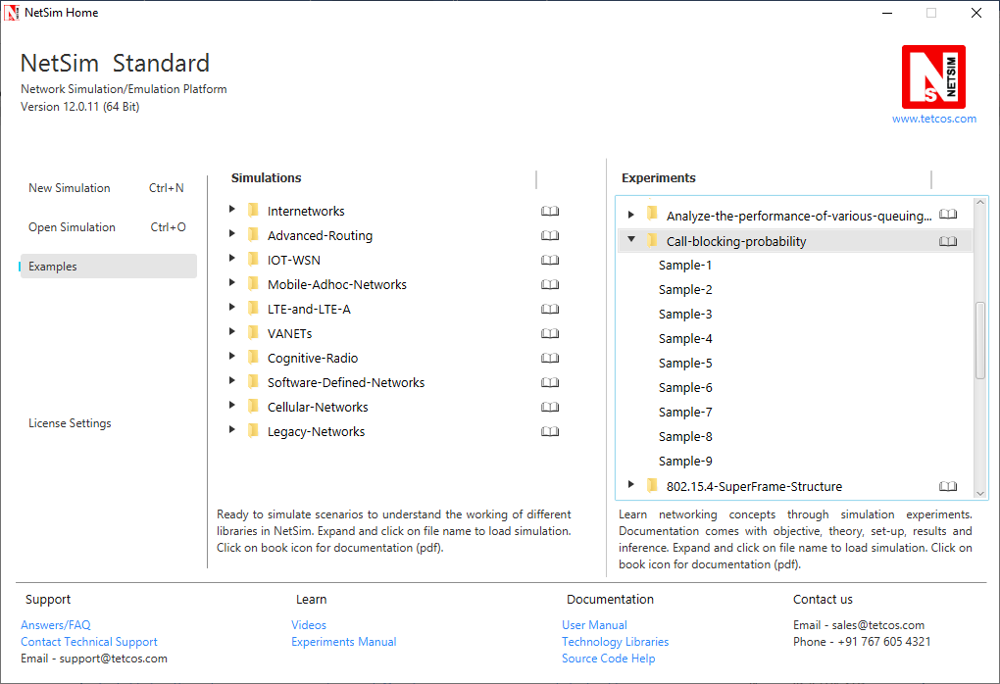 NetSim Home
NetSim Standard
Network Simulation/Emulation Platform
Version 12.0.11 (64 Bit)
NETSIM
www.tetcos.com
New Simulation Ctrl+N
Open Simulation Ctrl+O
Examples
License Settings
Simulations
Internetworks
Advanced-Routing
IOT-WSN
Mobile-Adhoc-Networks
LTE-and-LTE-A
VANETs
Cognitive-Radio
Software-Defined-Networks
Cellular-Networks
Legacy-Networks
Ready to simulate scenarios to understand the working of different
libraries in NetSim. Expand and click on file name to load simulation.
Click on book icon for documentation (pdf).
Experiments
Analyze-the-performance-of-various-queuing...
Call-blocking-probability
Sample-1
Sample-2
Sample-3
Sample-4
Sample-5
Sample-6
Sample-7
Sample-8
Sample-9
802.15.4-SuperFrame-Structure
Learn networking concepts through simulation experiments.
Documentation comes with objective, theory, set-up, results and
inference. Expand and click on file name to load simulation. Click on
book icon for documentation (pdf).
Support
Answers/FAQ
Contact Technical Support
Email - support@tetcos.com
Learn
Videos
Experiments Manual
Documentation
User Manual
Technology Libraries
Source Code Help
Contact us
Email - sales@tetcos.com
Phone - +91 767 605 4321